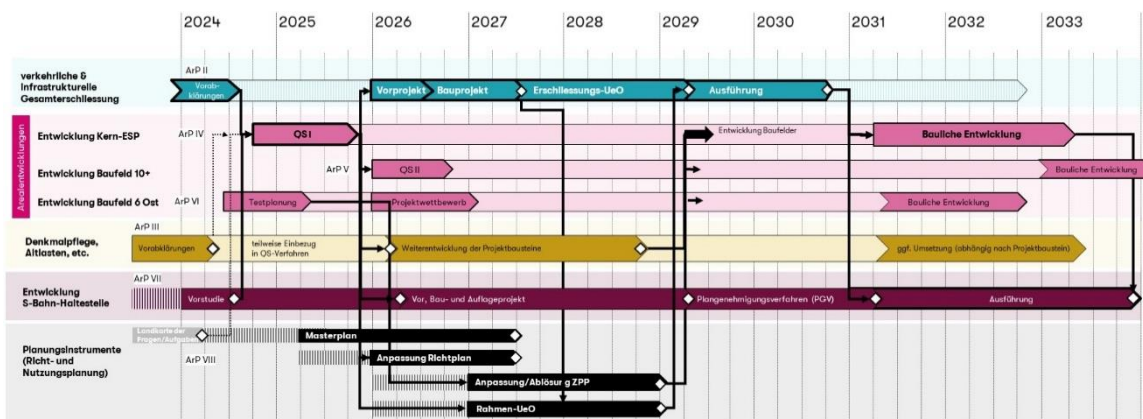 2024 2025 2026 2027 2028 2029 2030 2031 2032 2033
ArP II
verkehrliche &
Infrastrukturelle
Gesamterschliessung
Vorab-
klärungen
Vorprojekt
Bauprojekt
Erschliessungs-UeO
Ausführung
Arealentwicklungen
Entwicklung Kern-ESP
ArP IV
QS I
Entwicklung Baufelder
Bauliche Entwicklung
Entwicklung Baufeld 10+
ArP V
QS II
Bauliche Entwicklung
Entwicklung Baufeld 6 Ost
ArP VI
Testplanung
Projektwettbewerb
Bauliche Entwicklung
ArP III
Denkmalpflege,
Altlasten, etc.
Vorabklärungen
teilweise Einbezug
in QS-Verfahren
Weiterentwicklung der Projektbausteine
ggf. Umsetzung (abhängig nach Projektbaustein)
ArP VII
Entwicklung
S-Bahn-Haltestelle
Vorstudie
Vor, Bau- und Auflageprojekt
Plangenehmigungsverfahren (PGV)
Ausführung
Planungsinstrumente
(Richt- und
Nutzungsplanung)
Landkarte der
Fragen/Aufgaben
ArP VIII
Masterplan
Anpassung Richtplan
Anpassung/Ablösung ZPP
Rahmen-UeO